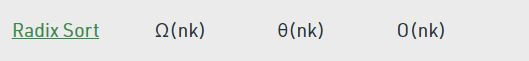 Radix Sort Ω(nk) θ(nk) O(nk)